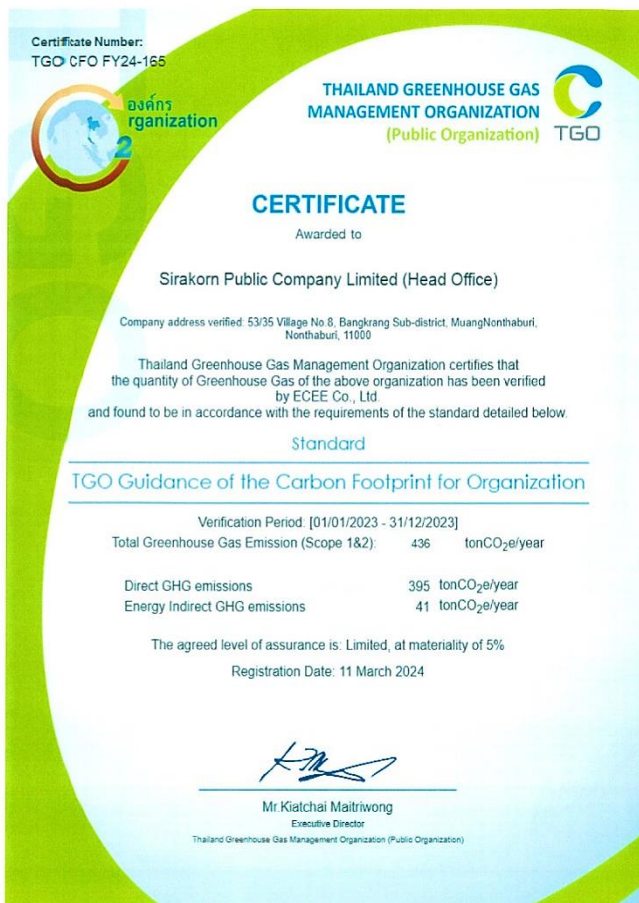 Certificate Number:
TGO CFO FY24-165
องค์กร
rganization
2
THAILAND GREENHOUSE GAS
MANAGEMENT ORGANIZATION
(Public Organization)
TGO
CERTIFICATE
Awarded to
Sirakorn Public Company Limited (Head Office)
Company address verified: 53/35 Village No.8, Bangkrang Sub-district, MuangNonthaburi,
Nonthaburi, 11000
Thailand Greenhouse Gas Management Organization certifies that
the quantity of Greenhouse Gas of the above organization has been verified
by ECEE Co., Ltd.
and found to be in accordance with the requirements of the standard detailed below.
Standard
TGO Guidance of the Carbon Footprint for Organization
Verification Period: [01/01/2023 - 31/12/2023]
Total Greenhouse Gas Emission (Scope 1&2): 436 tonCO₂e/year
Direct GHG emissions 395 tonCO₂e/year
Energy Indirect GHG emissions 41 tonCO₂e/year
The agreed level of assurance is: Limited, at materiality of 5%
Registration Date: 11 March 2024
Mr.Kiatchai Maitriwong
Executive Director
Thailand Greenhouse Gas Management Organization (Public Organization)